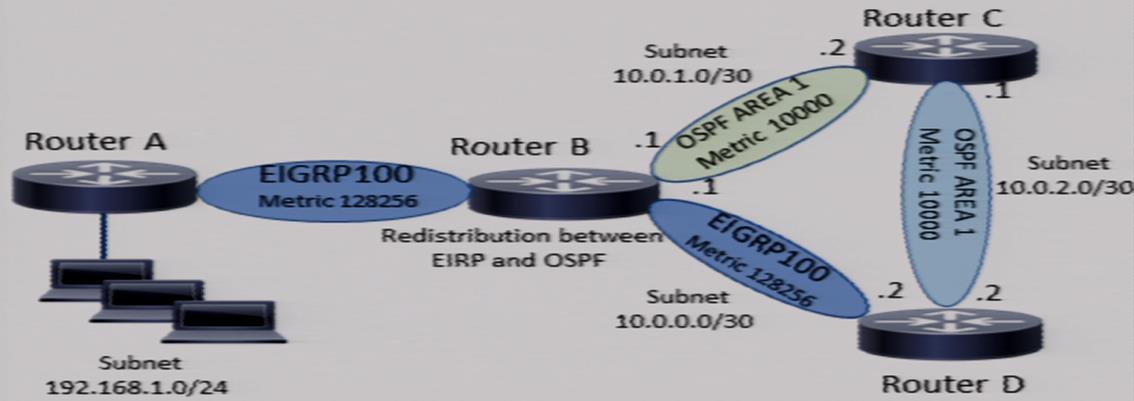 Router C
.2
Subnet
10.0.1.0/30
OSPF AREA 1
Metric 10000
.1
Router A
Router B
.1
EIGRP100
Metric 128256
.1
OSPF AREA 1
Metric 10000
Subnet
10.0.2.0/30
Redistribution between
EIRP and OSPF
EIGRP100
Metric 128256
Subnet
10.0.0.0/30
.2
.2
Subnet
192.168.1.0/24
Router D